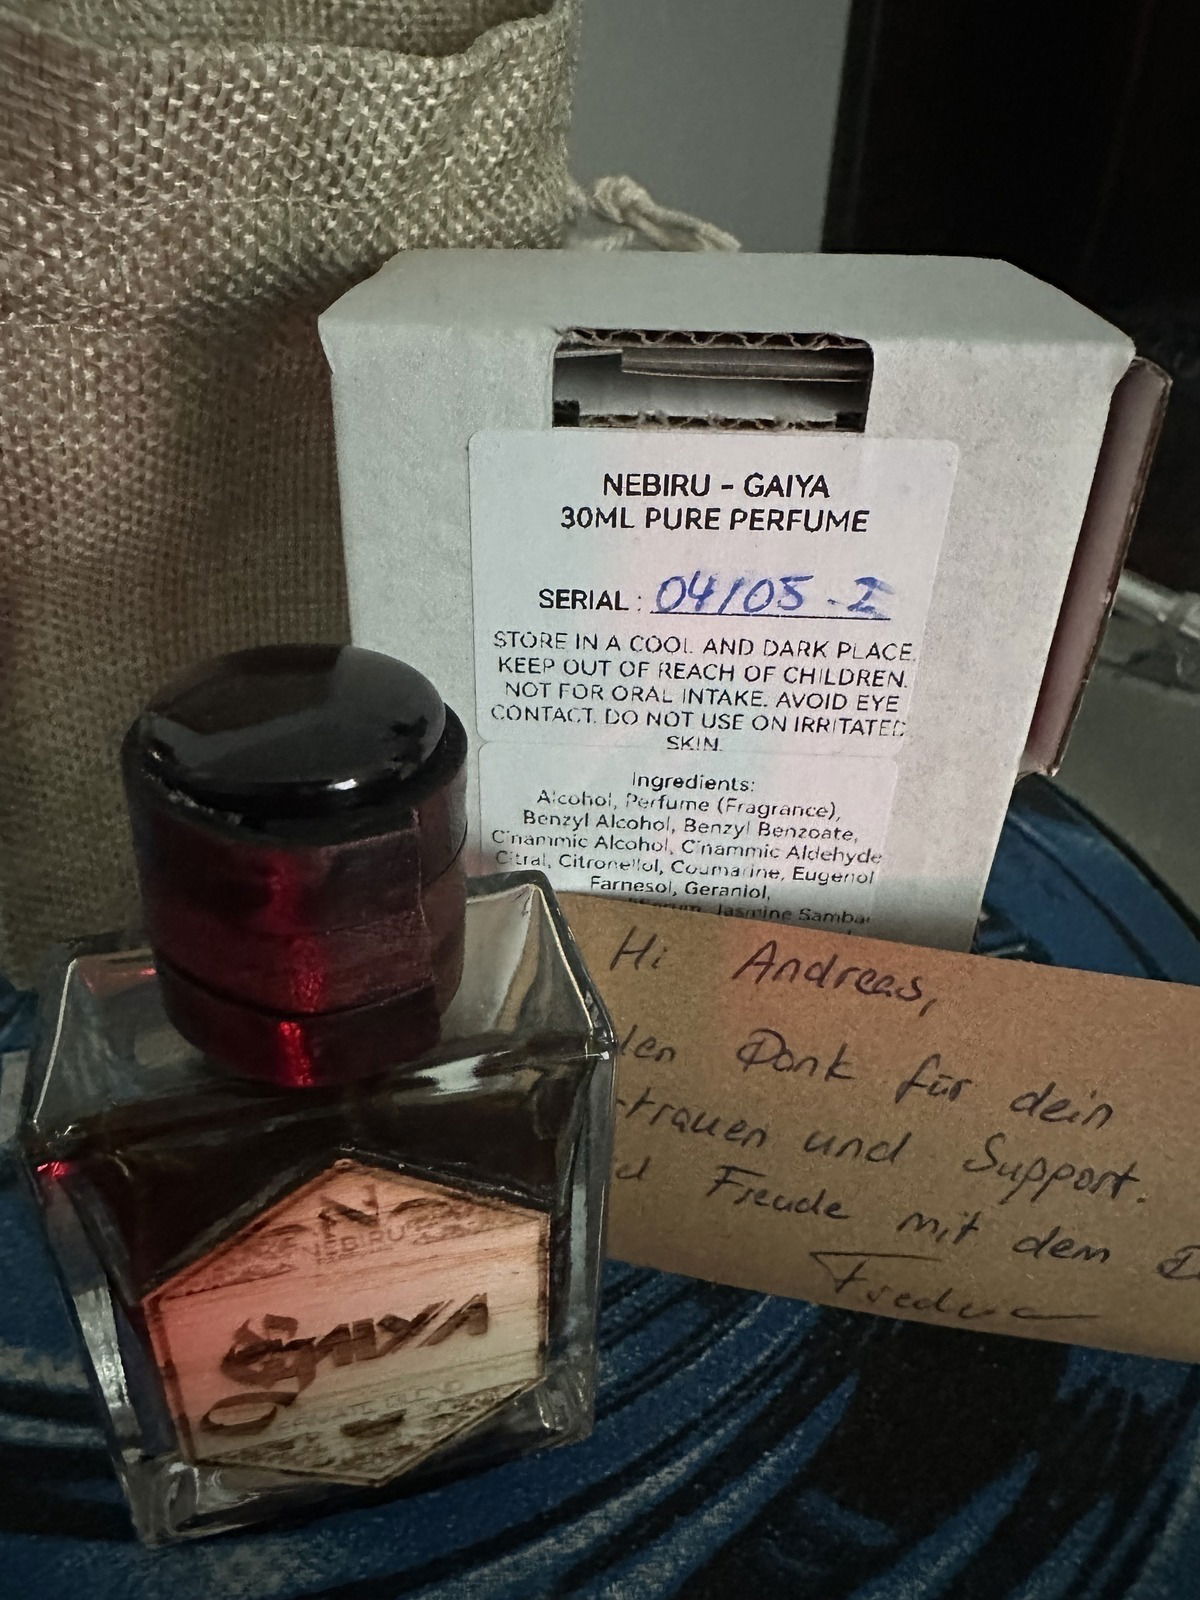 NEBIRU - GAIYA
30ML PURE PERFUME
SERIAL : 04/05 - I
STORE IN A COOL AND DARK PLACE.
KEEP OUT OF REACH OF CHILDREN.
NOT FOR ORAL INTAKE. AVOID EYE
CONTACT. DO NOT USE ON IRRITATED
SKIN.
Ingredients:
Alcohol, Perfume (Fragrance),
Benzyl Alcohol, Benzyl Benzoate,
Cinammic Alcohol, Cinammic Aldehyde
Citral, Citronellol, Coumarine, Eugenol
Farnesol, Geraniol,
Jasmine Sambac
Hi Andreas,
Dank für dein
und Support.
Freude mit dem
N
NEBIRU
GAIYA